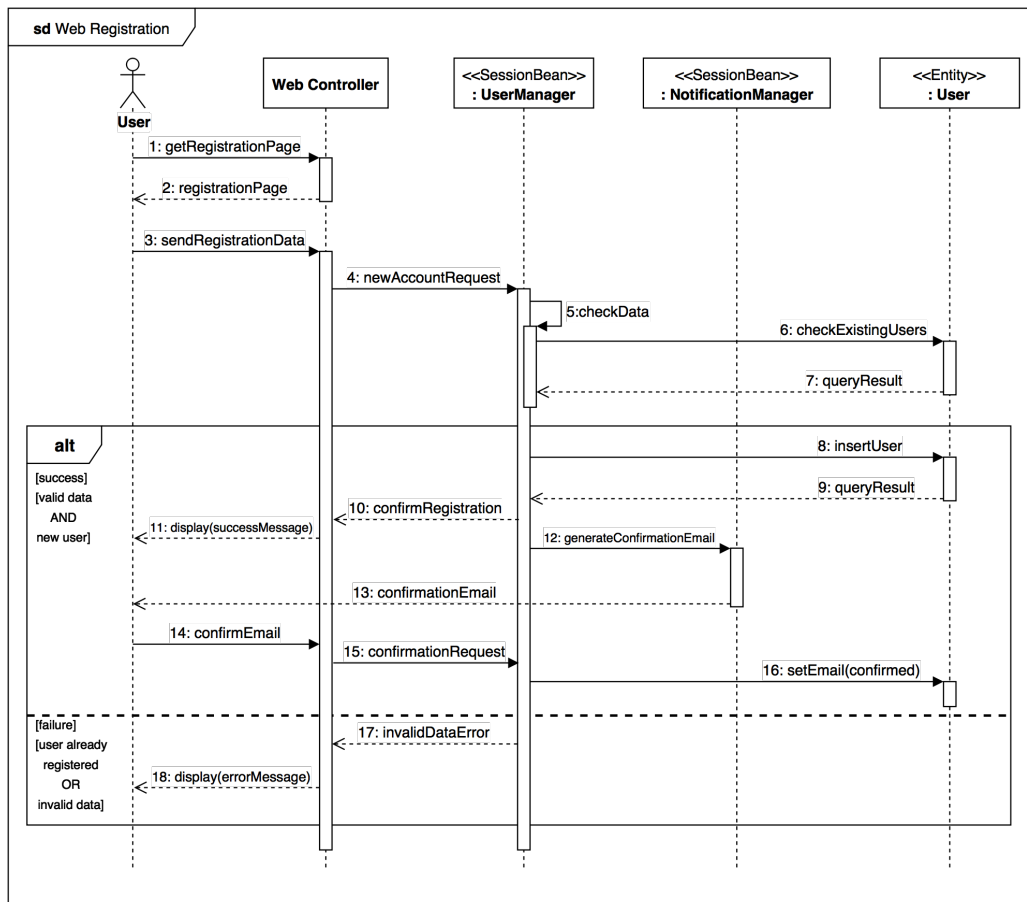 sd Web Registration
User
Web Controller
<<SessionBean>>
: UserManager
<<SessionBean>>
: NotificationManager
<<Entity>>
: User
1: getRegistrationPage
2: registrationPage
3: sendRegistrationData
4: newAccountRequest
5:checkData
6: checkExistingUsers
7: queryResult
alt
[success]
[valid data
AND
new user]
8: insertUser
9: queryResult
10: confirmRegistration
11: display(successMessage)
12: generateConfirmationEmail
13: confirmationEmail
14: confirmEmail
15: confirmationRequest
16: setEmail(confirmed)
[failure]
[user already
registered
OR
invalid data]
17: invalidDataError
18: display(errorMessage)